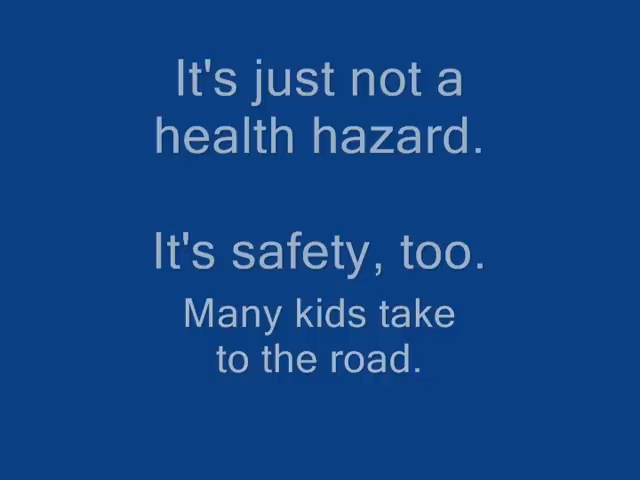 It's just not a
health hazard.
It's safety, too.
Many kids take
to the road.